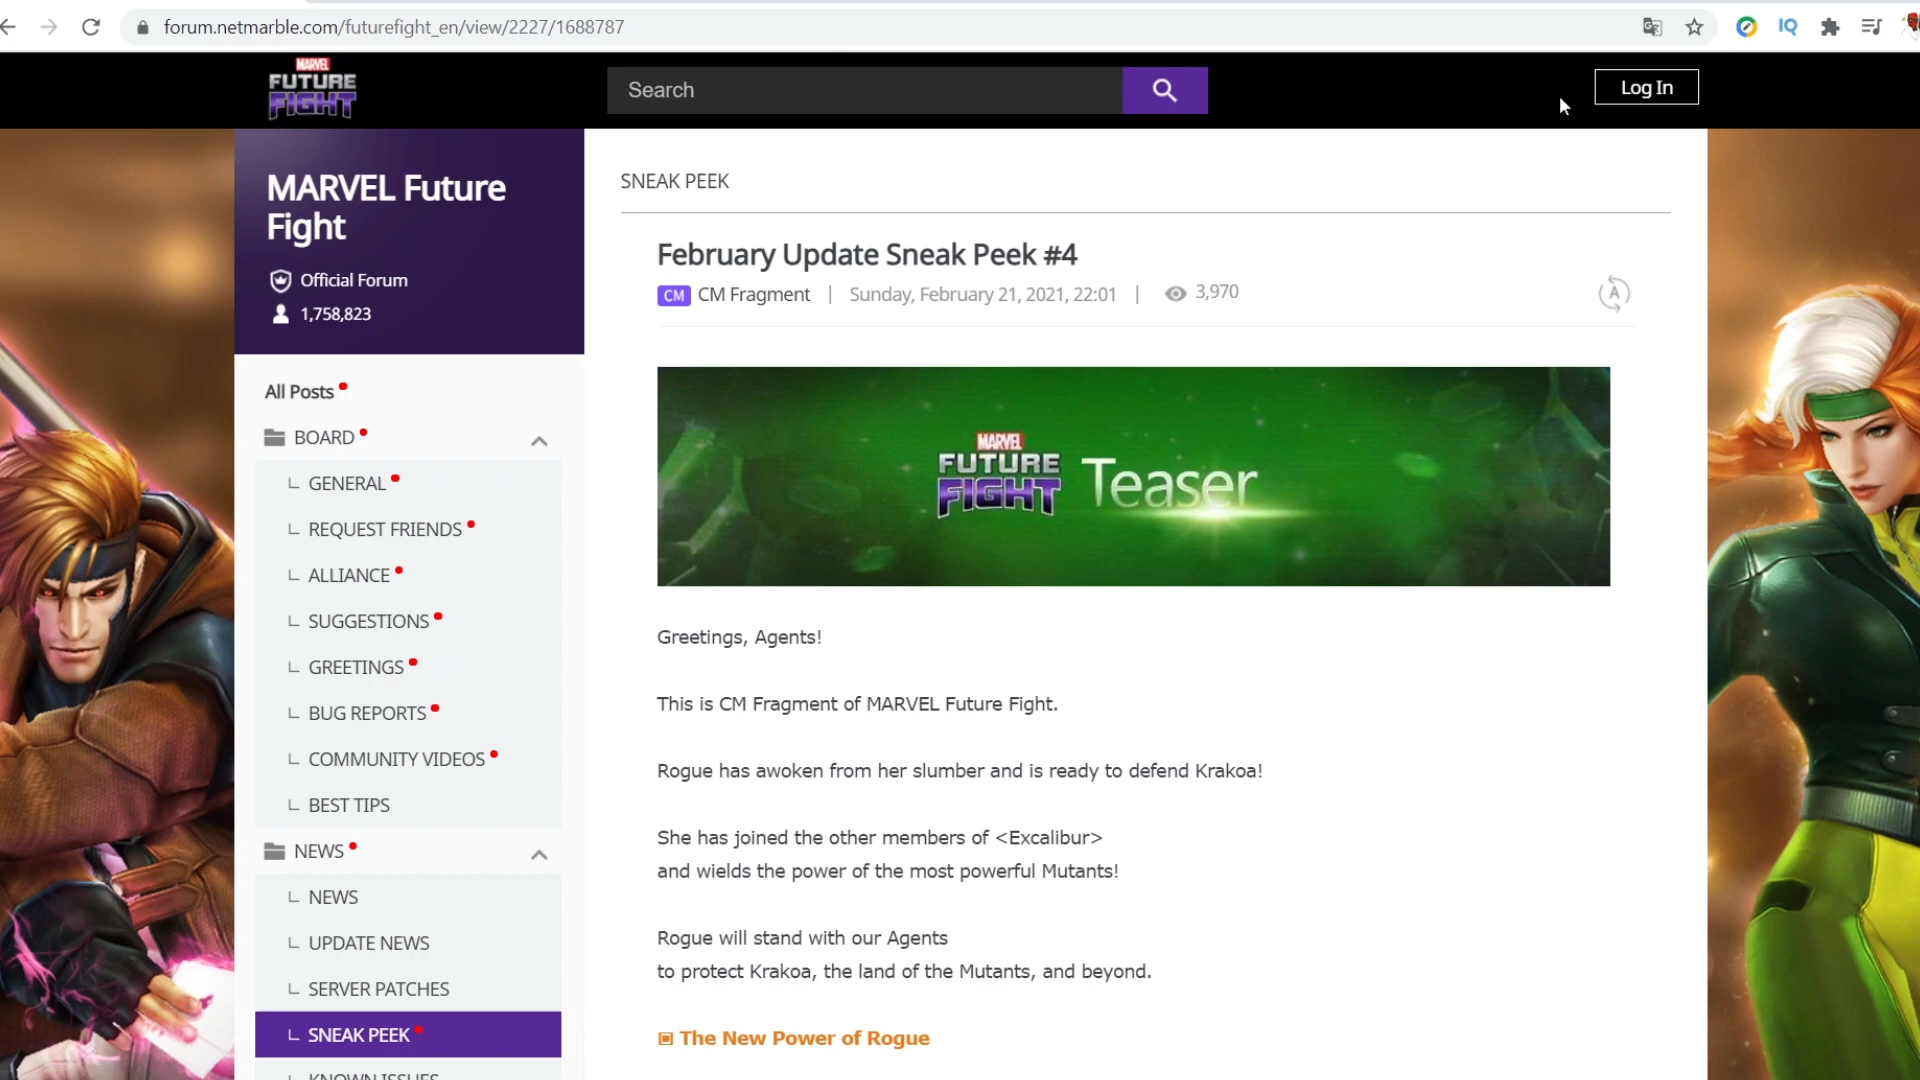 forum.netmarble.com/futurefight_en/view/2227/1688787
IQ
MARVEL
FUTURE
FIGHT
Search
Log In
MARVEL Future
Fight
Official Forum
1,758,823
All Posts
BOARD
GENERAL
REQUEST FRIENDS
ALLIANCE
SUGGESTIONS
GREETINGS
BUG REPORTS
COMMUNITY VIDEOS
BEST TIPS
NEWS
NEWS
UPDATE NEWS
SERVER PATCHES
SNEAK PEEK
KNOWN ISSUES
SNEAK PEEK
February Update Sneak Peek #4
CM CM Fragment | Sunday, February 21, 2021, 22:01 | 3,970
A
MARVEL
FUTURE
FIGHT
Teaser
Greetings, Agents!
This is CM Fragment of MARVEL Future Fight.
Rogue has awoken from her slumber and is ready to defend Krakoa!
She has joined the other members of <Excalibur>
and wields the power of the most powerful Mutants!
Rogue will stand with our Agents
to protect Krakoa, the land of the Mutants, and beyond.
▣ The New Power of Rogue